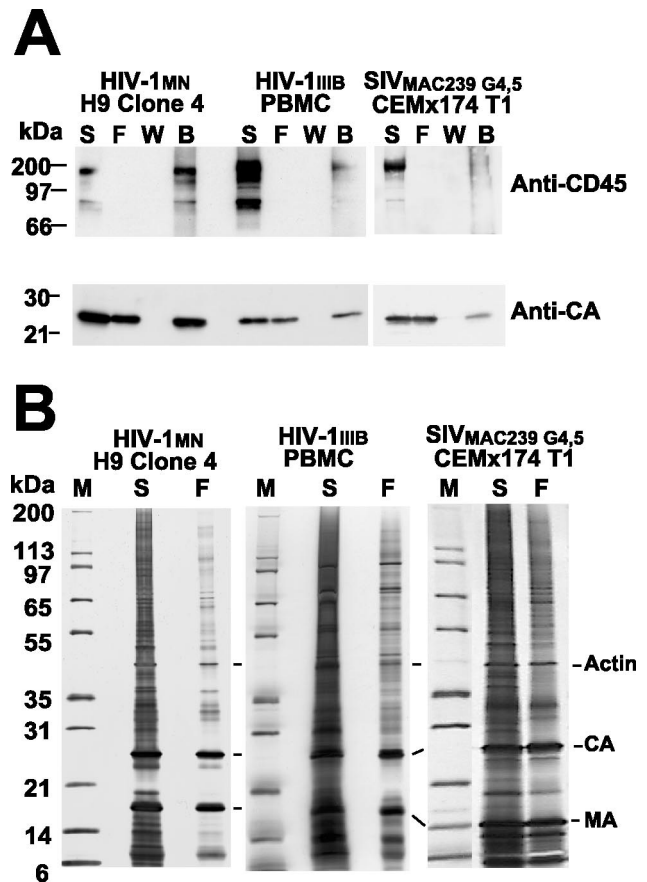 A
HIV-1MN HIV-1IIIB SIVMAC239 G4,5
H9 Clone 4 PBMC CEMx174 T1
kDa S F W B S F W B S F W B
200
97
66
Anti-CD45
30
21
Anti-CA
B
HIV-1MN HIV-1IIIB SIVMAC239 G4,5
H9 Clone 4 PBMC CEMx174 T1
kDa M S F M S F M S F
200
113
97
65
55
Actin
35
31
CA
21
MA
14
6